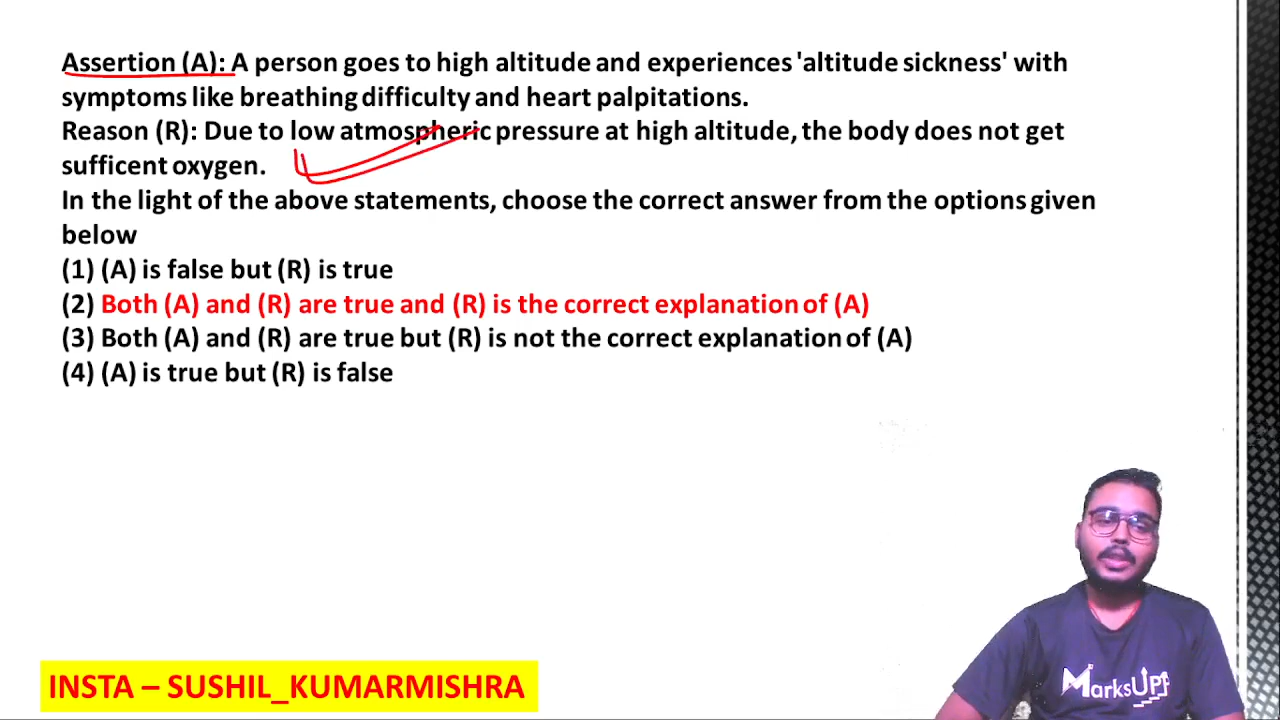 Assertion (A): A person goes to high altitude and experiences 'altitude sickness' with
symptoms like breathing difficulty and heart palpitations.
Reason (R): Due to low atmospheric pressure at high altitude, the body does not get
sufficent oxygen.
In the light of the above statements, choose the correct answer from the options given
below
(1) (A) is false but (R) is true
(2) Both (A) and (R) are true and (R) is the correct explanation of (A)
(3) Both (A) and (R) are true but (R) is not the correct explanation of (A)
(4) (A) is true but (R) is false
MarksUP
INSTA – SUSHIL_KUMARMISHRA